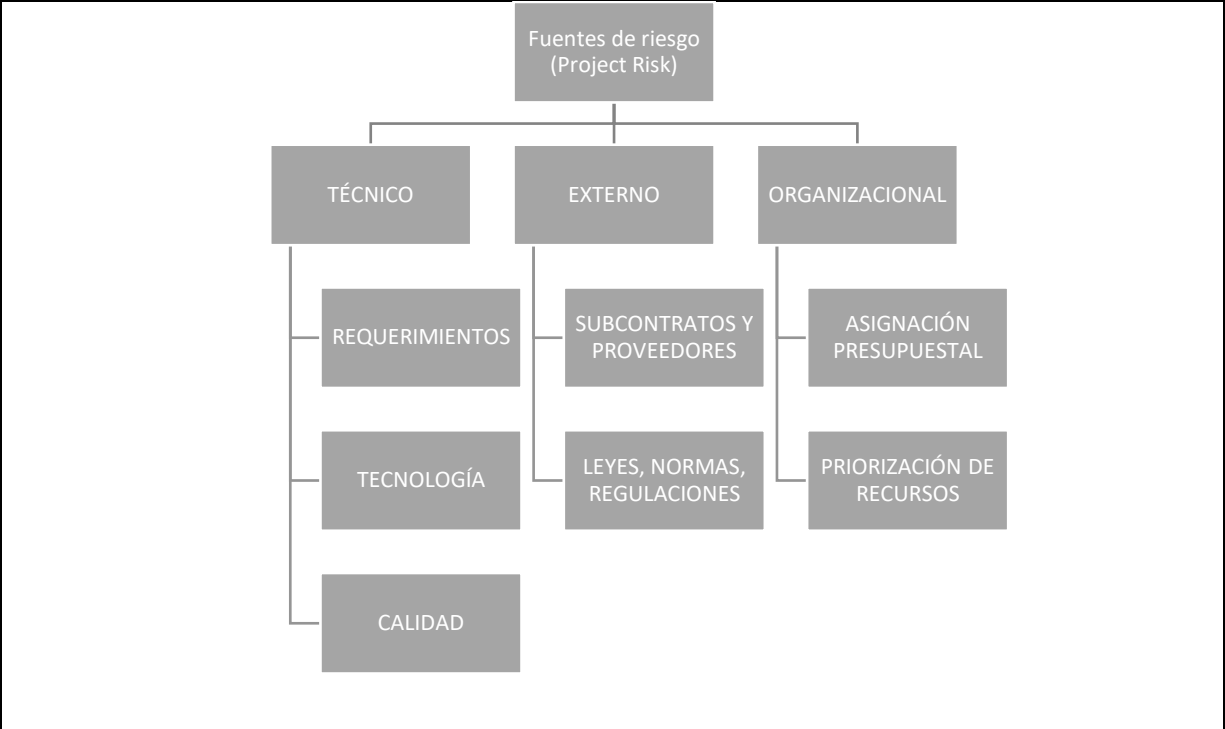 Fuentes de riesgo
(Project Risk)
TÉCNICO
REQUERIMIENTOS
TECNOLOGÍA
CALIDAD
EXTERNO
SUBCONTRATOS Y
PROVEEDORES
LEYES, NORMAS,
REGULACIONES
ORGANIZACIONAL
ASIGNACIÓN
PRESUPUESTAL
PRIORIZACIÓN DE
RECURSOS